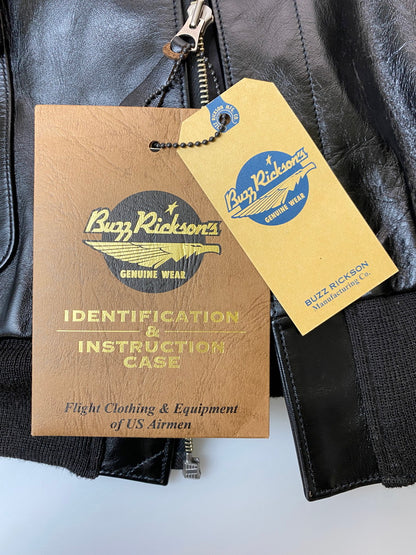 Buzz Rickson's
GENUINE WEAR
IDENTIFICATION
&
INSTRUCTION
CASE
Flight Clothing & Equipment
of US Airmen
Buzz Rickson's
GENUINE WEAR
BUZZ RICKSON
Manufacturing Co.